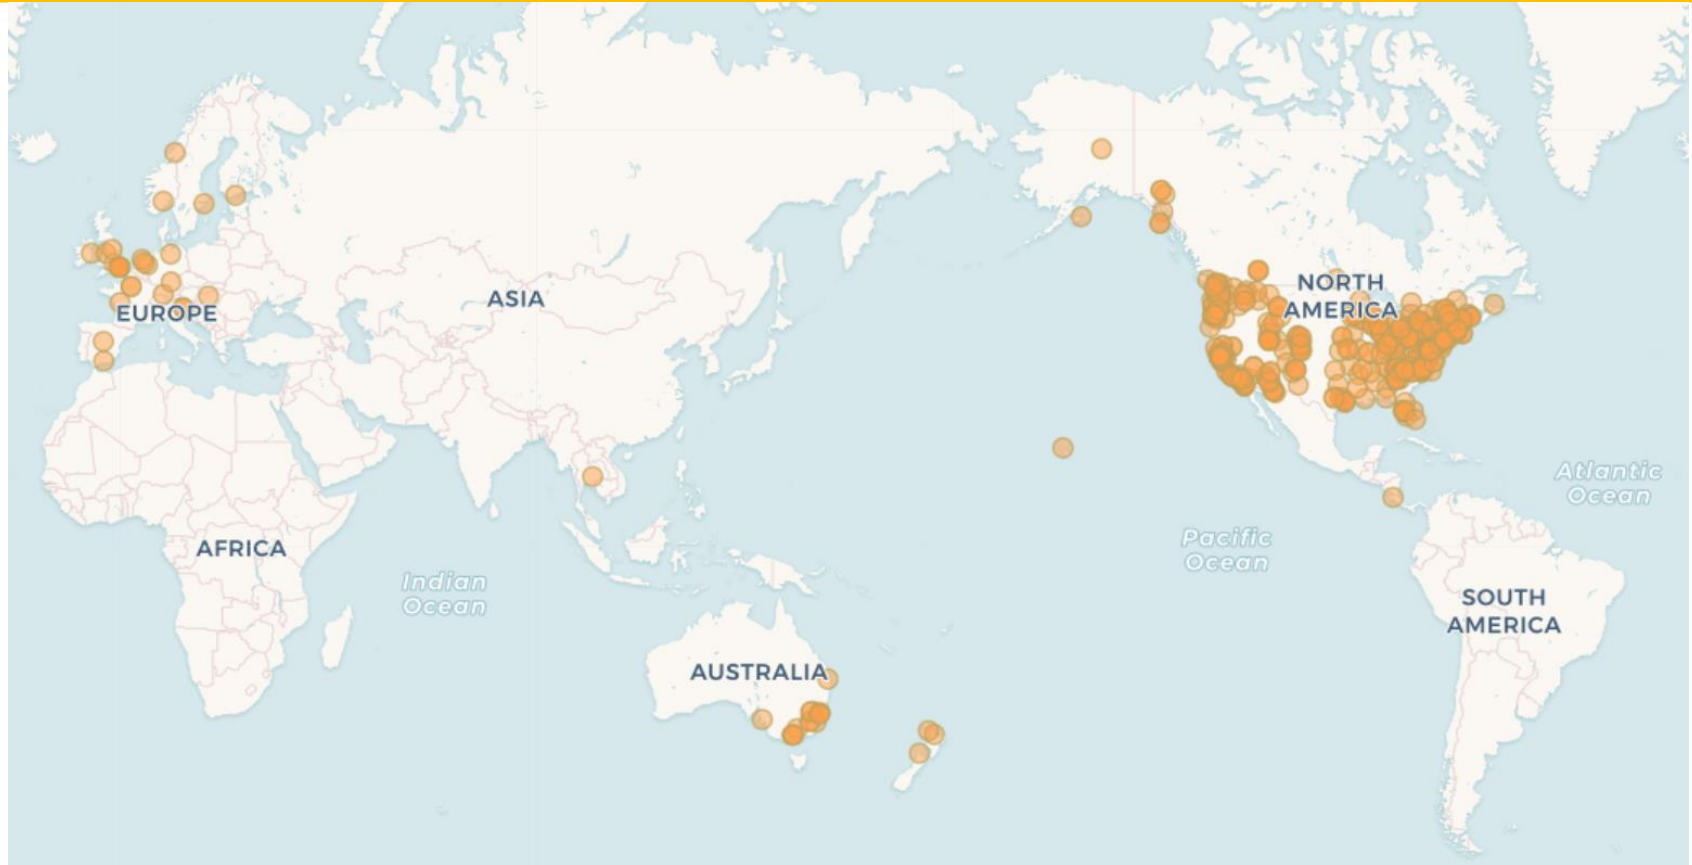 NORTH
AMERICA
ASIA
EUROPE
Atlantic
Ocean
AFRICA
Pacific
Ocean
Indian
Ocean
SOUTH
AMERICA
AUSTRALIA